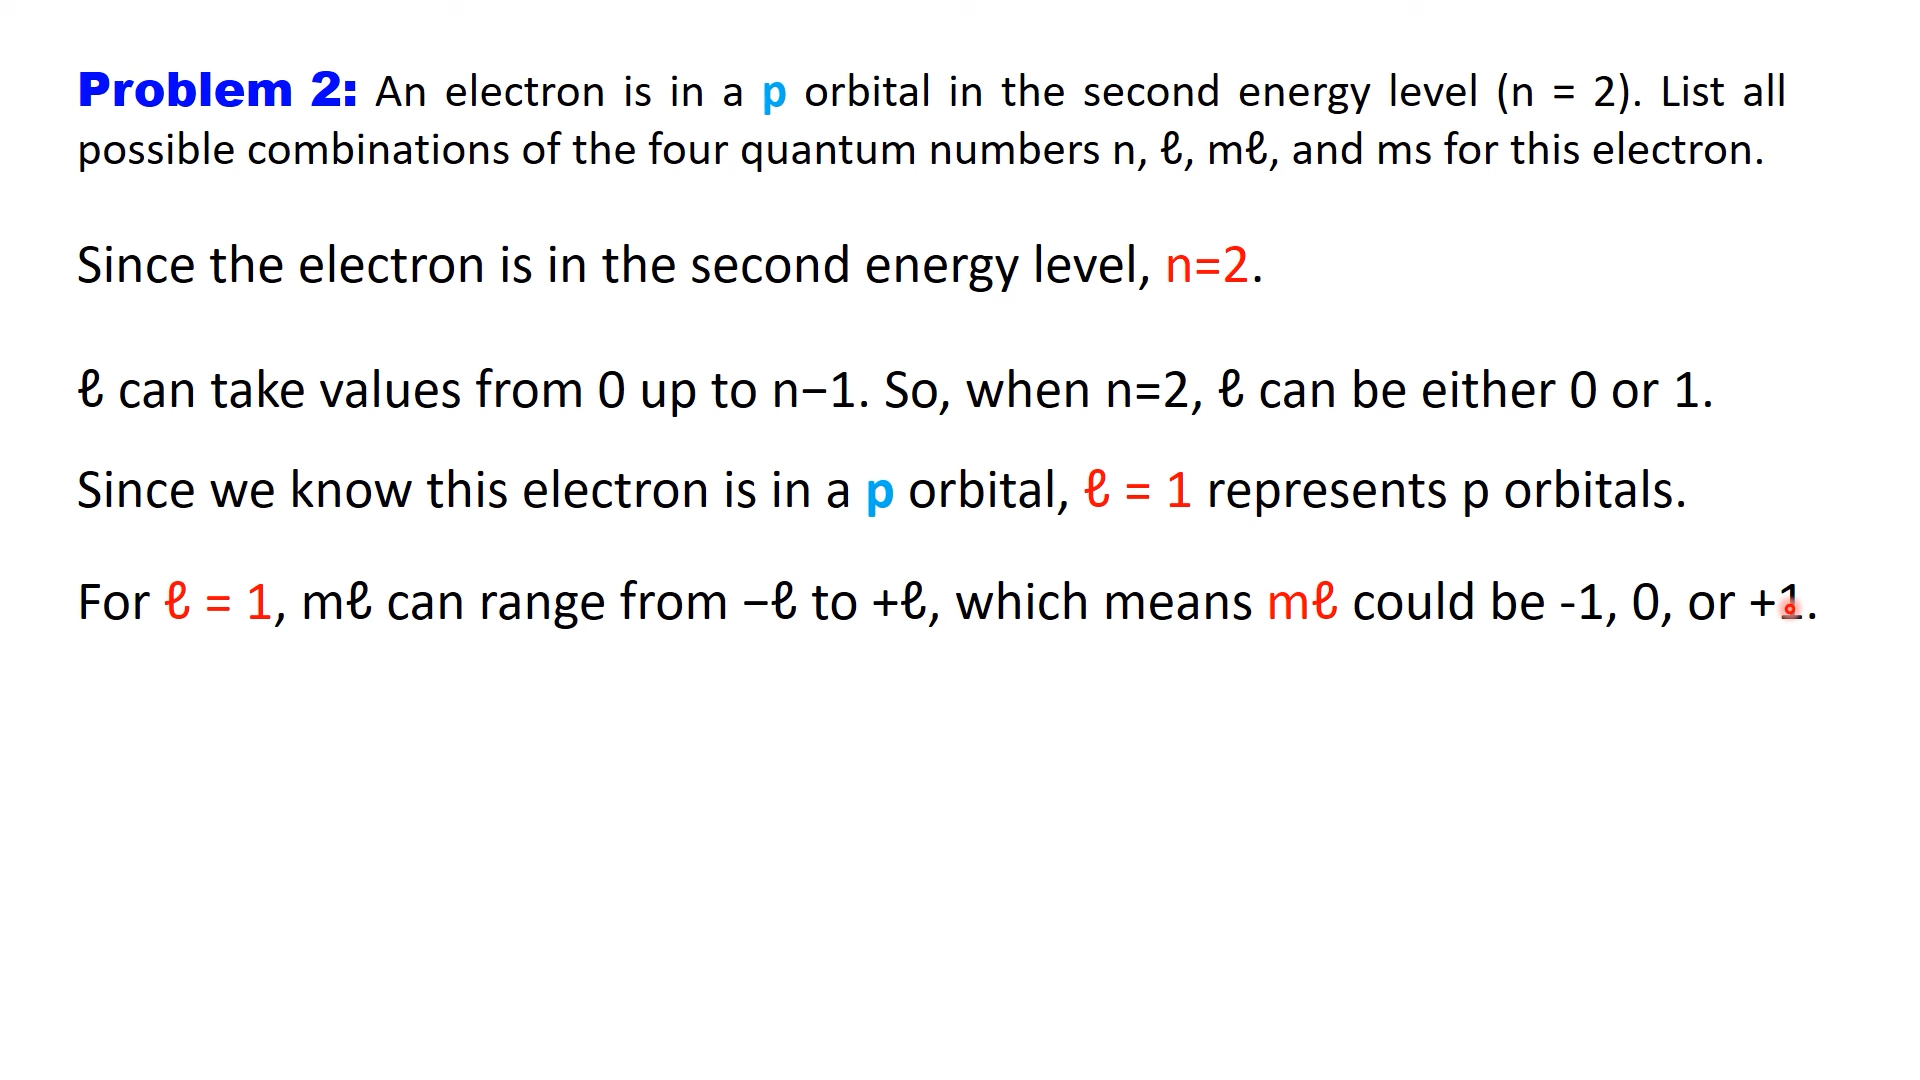 Problem 2: An electron is in a p orbital in the second energy level (n = 2). List all
possible combinations of the four quantum numbers n, ℓ, mℓ, and ms for this electron.
Since the electron is in the second energy level, n=2.
ℓ can take values from 0 up to n−1. So, when n=2, ℓ can be either 0 or 1.
Since we know this electron is in a p orbital, ℓ = 1 represents p orbitals.
For ℓ = 1, mℓ can range from −ℓ to +ℓ, which means mℓ could be -1, 0, or +1.